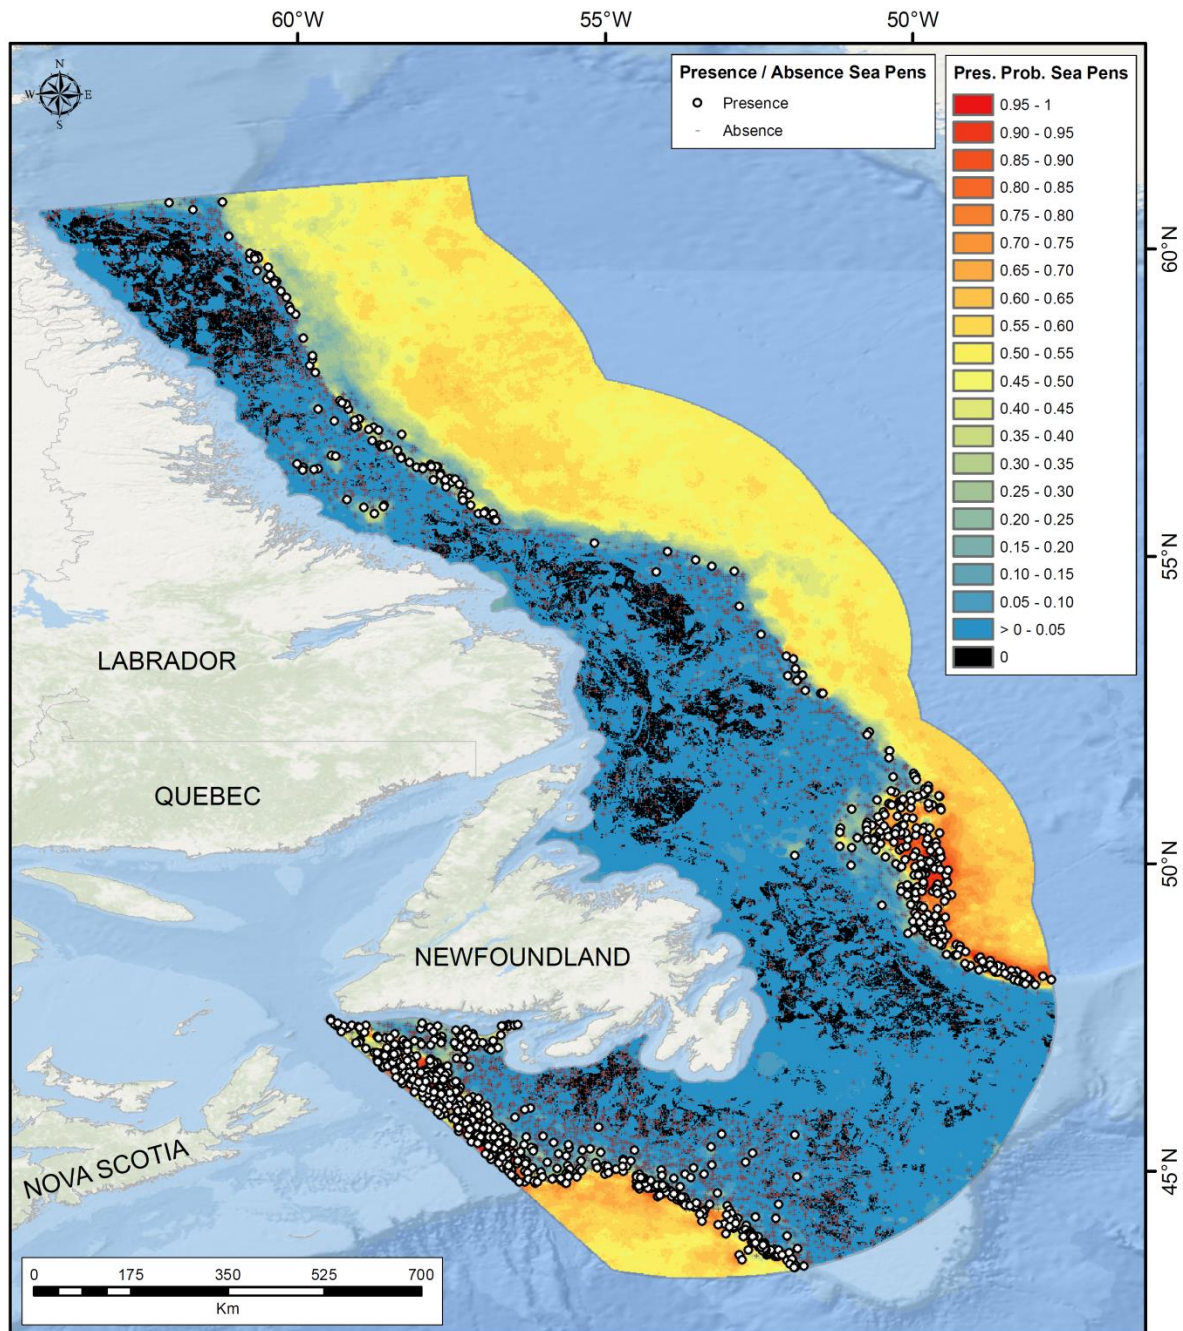 60°W 55°W 50°W
N
W E
S
Presence / Absence Sea Pens
Presence
Absence
Pres. Prob. Sea Pens
0.95 - 1
0.90 - 0.95
0.85 - 0.90
0.80 - 0.85
0.75 - 0.80
0.70 - 0.75
0.65 - 0.70
0.60 - 0.65
0.55 - 0.60
0.50 - 0.55
0.45 - 0.50
0.40 - 0.45
0.35 - 0.40
0.30 - 0.35
0.25 - 0.30
0.20 - 0.25
0.15 - 0.20
0.10 - 0.15
0.05 - 0.10
> 0 - 0.05
0
60°N
55°N
50°N
45°N
LABRADOR
QUEBEC
NEWFOUNDLAND
NOVA SCOTIA
0 175 350 525 700
Km